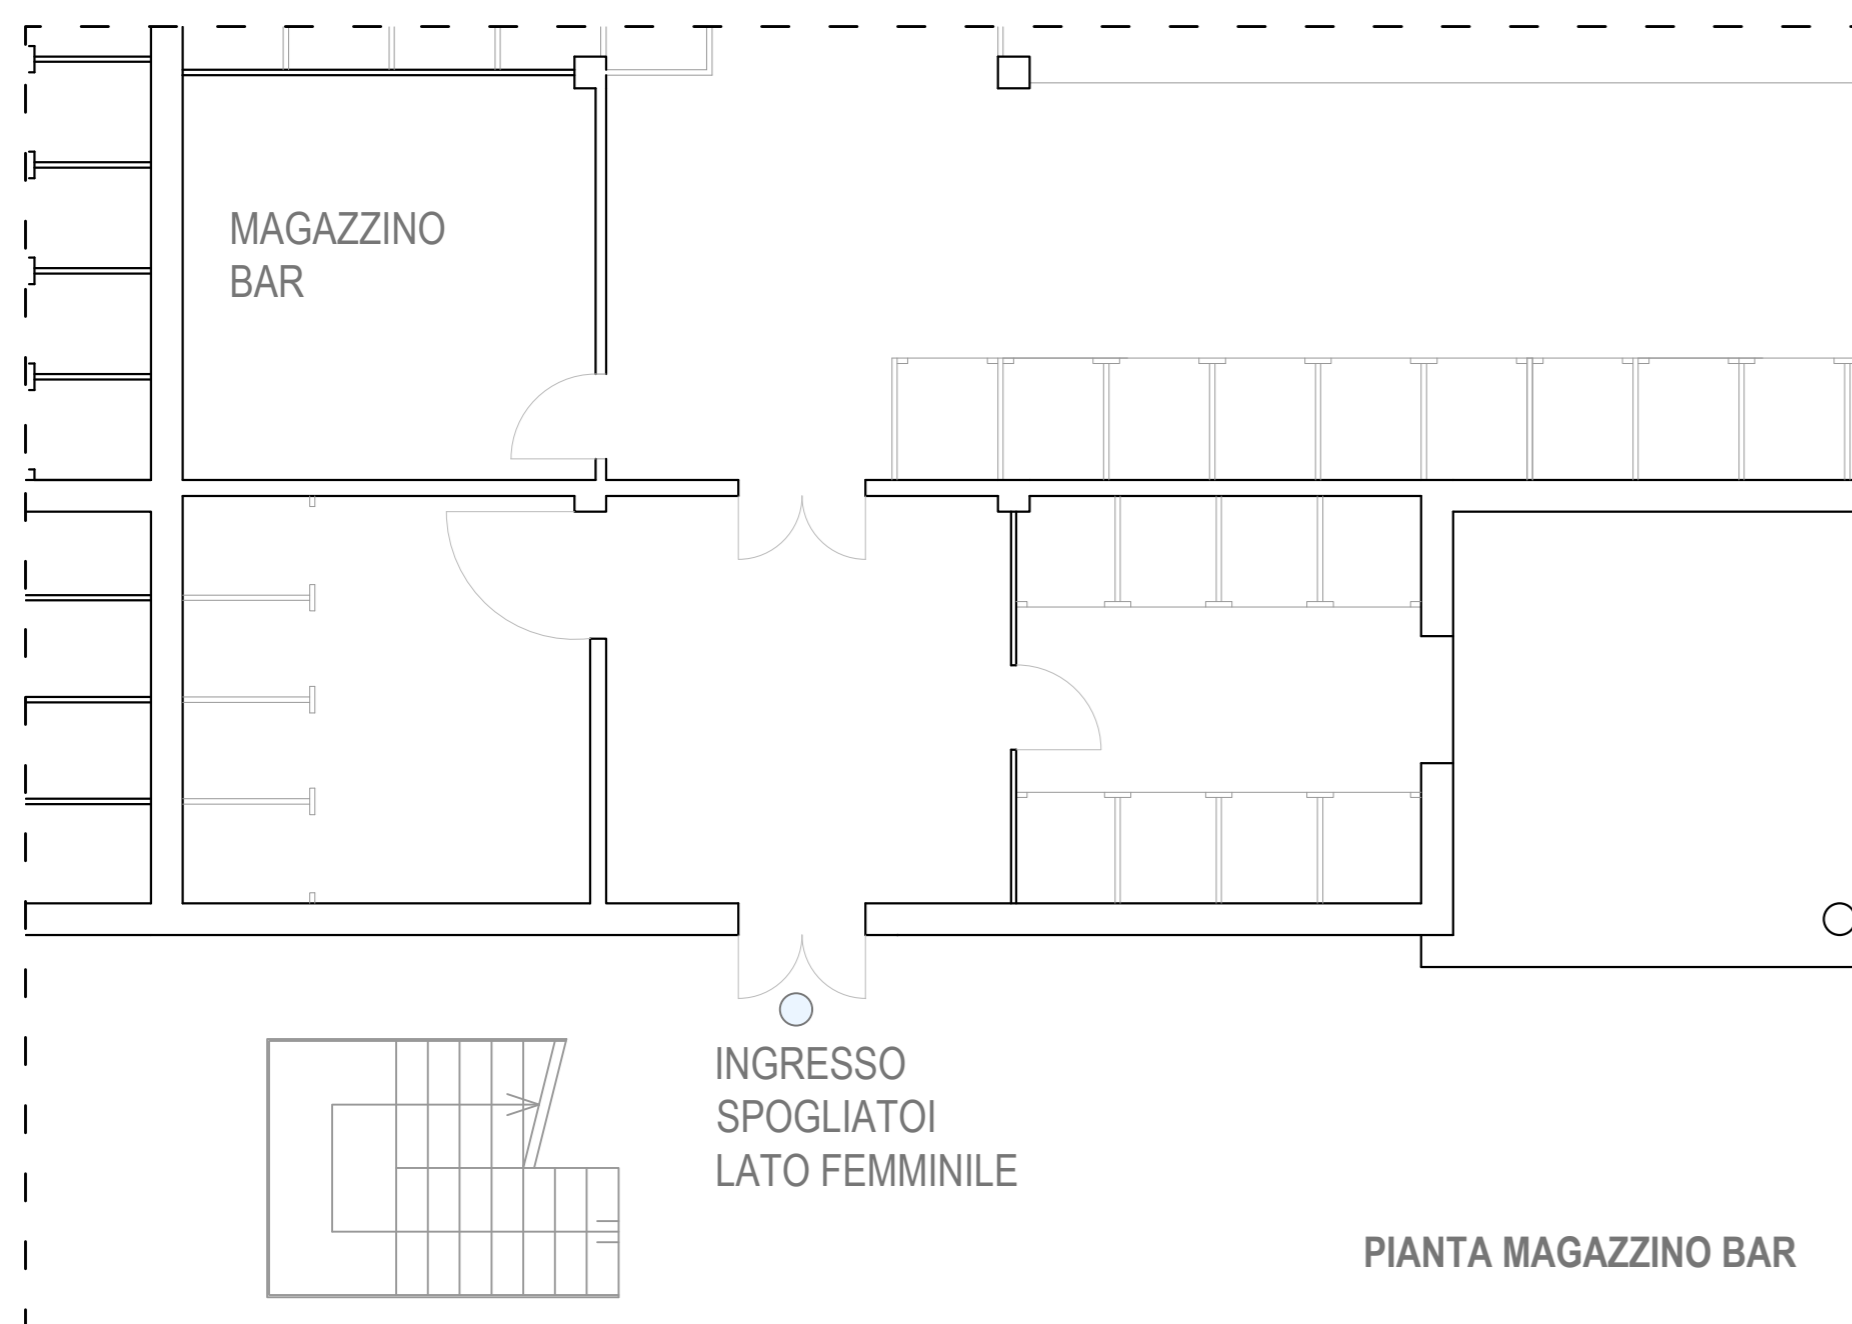 MAGAZZINO
BAR
INGRESSO
SPOGLIATOI
LATO FEMMINILE
PIANTA MAGAZZINO BAR